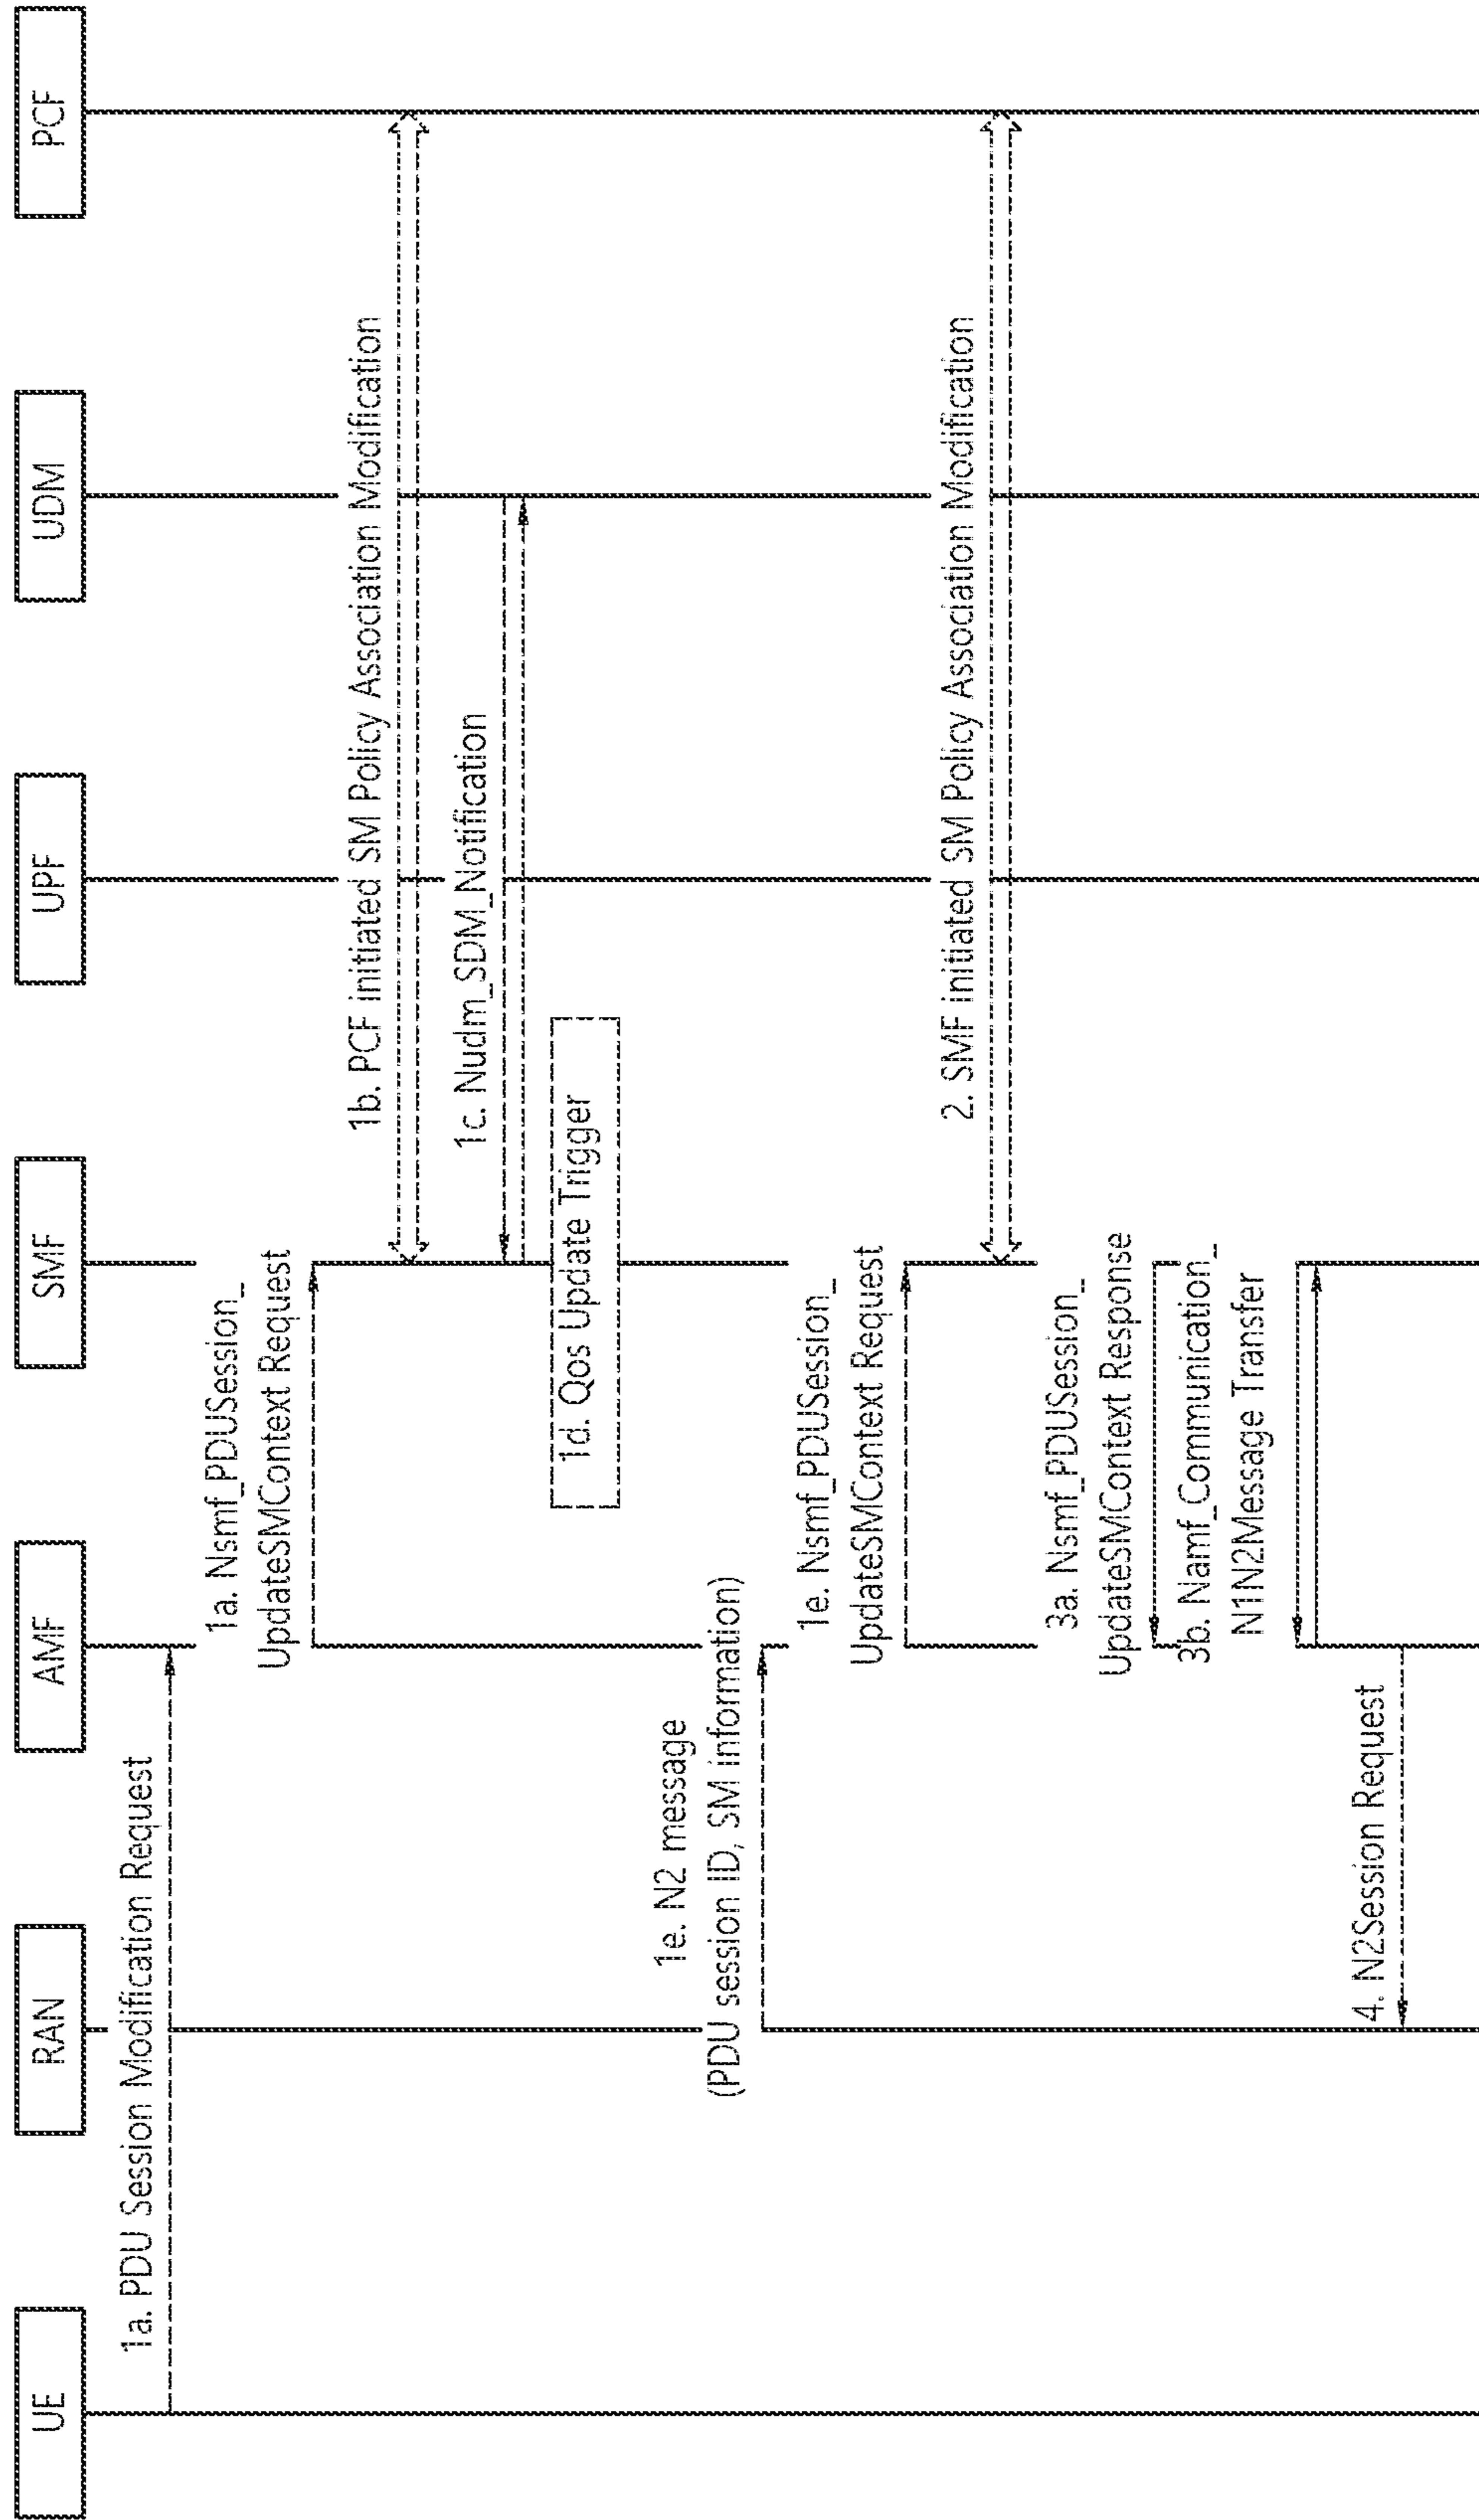 UE
RAN
AMF
SMF
UPF
UDM
PCF
1a. PDU Session Modification Request
1a. Nsmf_PDUSession_
UpdateSMContext Request
1b. PCF initiated SM Policy Association Modification
1c. Nudm_SDM_Notification
1d. Qos Update Trigger
1e. N2 message
(PDU session ID, SM information)
1e. Nsmf_PDUSession_
UpdateSMContext Request
2. SMF initiated SM Policy Association Modification
3a. Nsmf_PDUSession_
UpdateSMContext Response
3b. Namf_Communication_
N1N2Message Transfer
4. N2Session Request